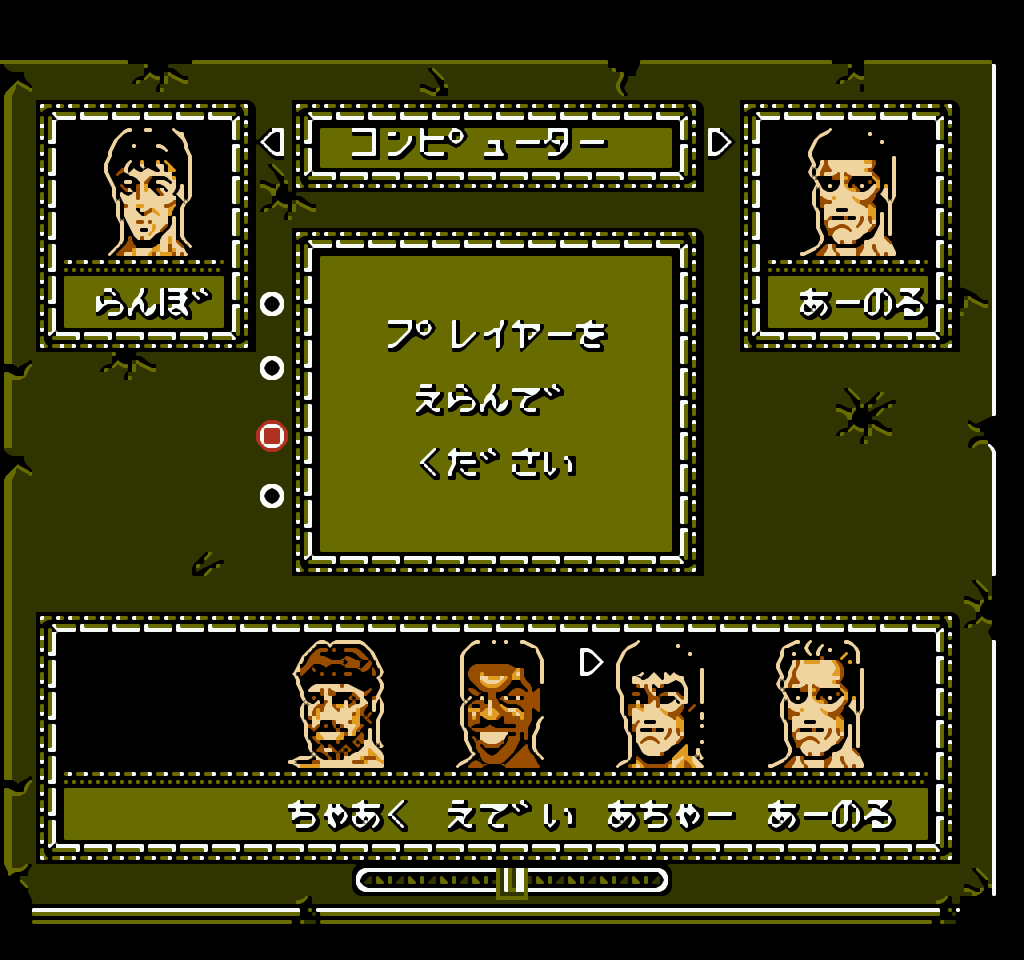 コンピューター
らんぼ
あーのる
プレイヤーを
えらんで
ください
ちゃあく えでい あちゃー あーのる